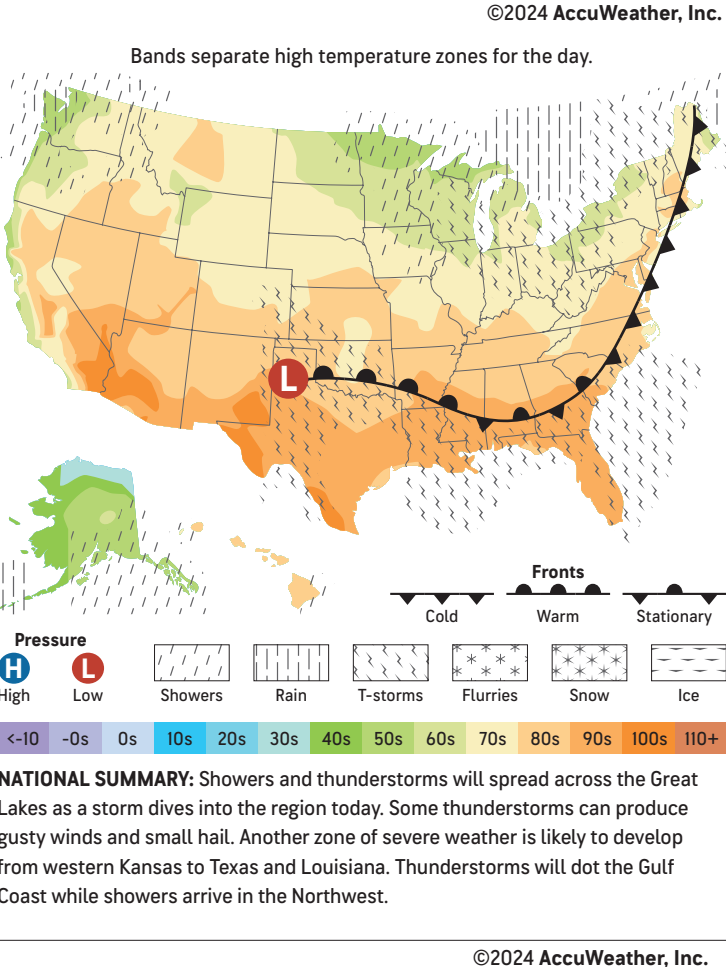 ©2024 AccuWeather, Inc.
Bands separate high temperature zones for the day.
L
Fronts
Cold Warm Stationary
Pressure
H L
High Low Showers Rain T-storms Flurries Snow Ice
<-10 -0s 0s 10s 20s 30s 40s 50s 60s 70s 80s 90s 100s 110+
NATIONAL SUMMARY: Showers and thunderstorms will spread across the Great
Lakes as a storm dives into the region today. Some thunderstorms can produce
gusty winds and small hail. Another zone of severe weather is likely to develop
from western Kansas to Texas and Louisiana. Thunderstorms will dot the Gulf
Coast while showers arrive in the Northwest.
©2024 AccuWeather, Inc.